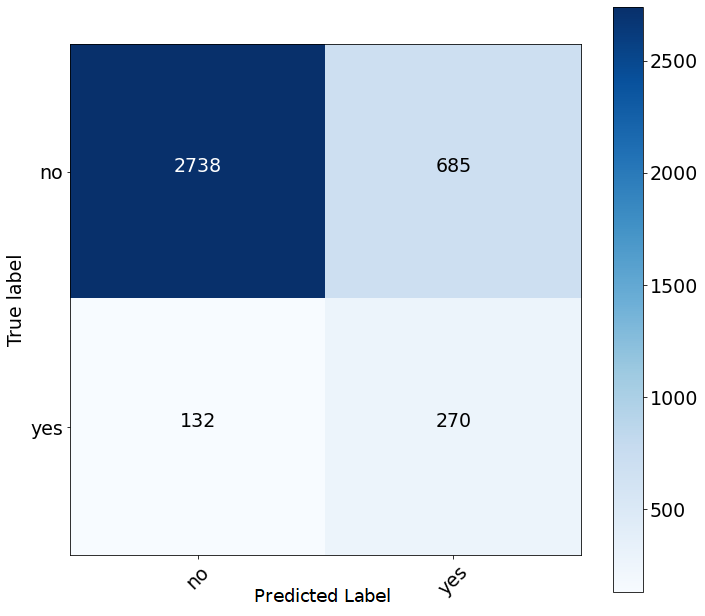 2738
685
132
270
no
yes
True label
no
yes
Predicted Label
2500
2000
1500
1000
500